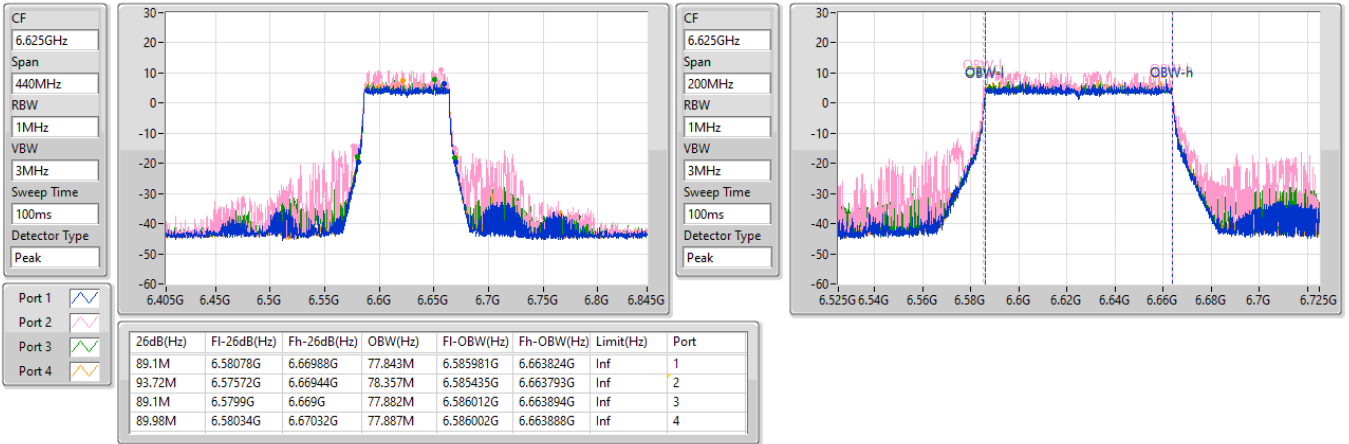 CF
6.625GHz
Span
440MHz
RBW
1MHz
VBW
3MHz
Sweep Time
100ms
Detector Type
Peak
30
20
10
0
-10
-20
-30
-40
-50
-60
6.405G 6.45G 6.5G 6.55G 6.6G 6.65G 6.7G 6.75G 6.8G 6.845G
CF
6.625GHz
Span
200MHz
RBW
1MHz
VBW
3MHz
Sweep Time
100ms
Detector Type
Peak
30
20
10
0
-10
-20
-30
-40
-50
-60
OBW-l OBW-h
6.525G 6.54G 6.56G 6.58G 6.6G 6.62G 6.64G 6.66G 6.68G 6.7G 6.725G
Port 1
Port 2
Port 3
Port 4
26dB(Hz) Fl-26dB(Hz) Fh-26dB(Hz) OBW(Hz) Fl-OBW(Hz) Fh-OBW(Hz) Limit(Hz) Port
89.1M 6.58078G 6.66988G 77.843M 6.585981G 6.663824G Inf 1
93.72M 6.57572G 6.66944G 78.357M 6.585435G 6.663793G Inf 2
89.1M 6.5799G 6.669G 77.882M 6.586012G 6.663894G Inf 3
89.98M 6.58034G 6.67032G 77.887M 6.586002G 6.663888G Inf 4